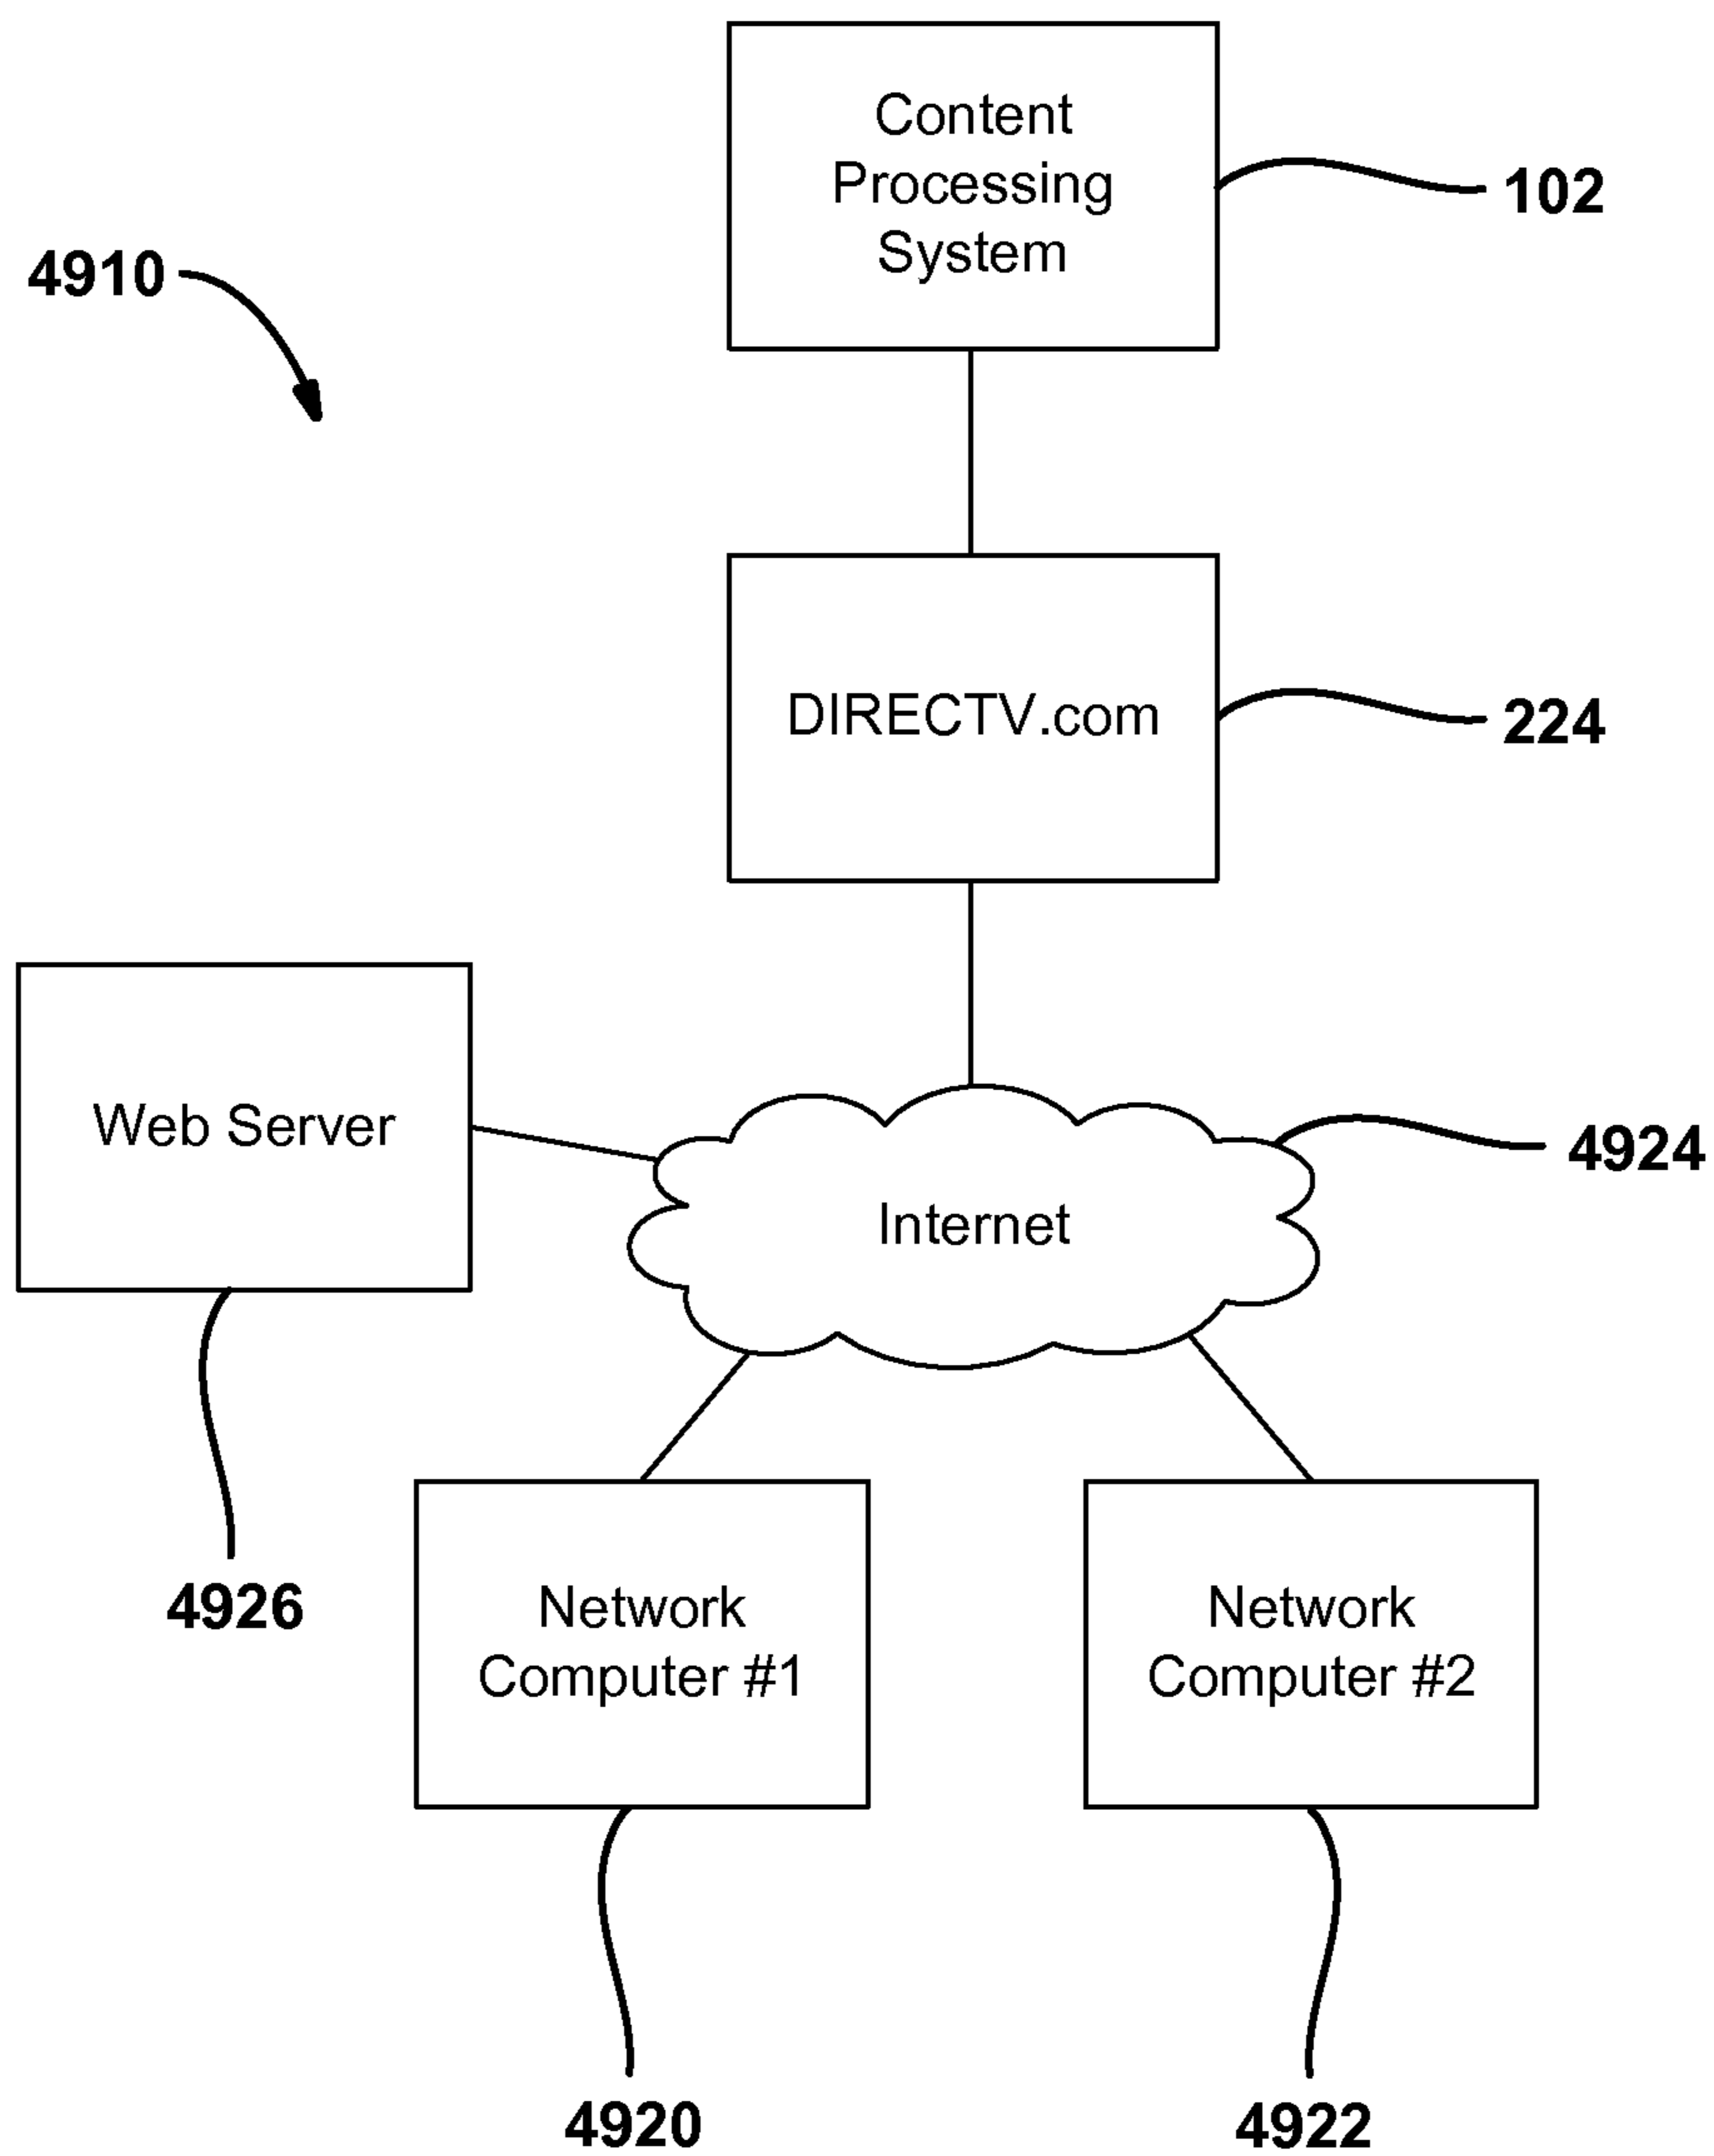 Content
Processing
System
102
4910
DIRECTV.com
224
Web Server
4924
Internet
4926
Network
Computer #1
Network
Computer #2
4920
4922